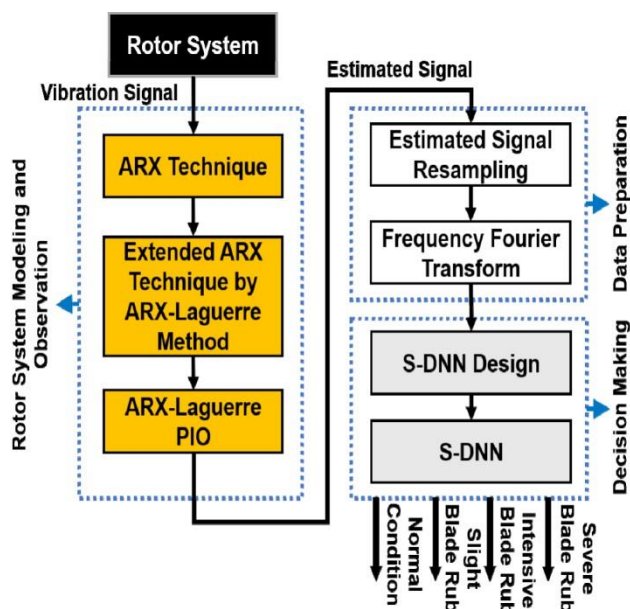 Rotor System
Vibration Signal
ARX Technique
Extended ARX
Technique by
ARX-Laguerre
Method
ARX-Laguerre
PIO
Rotor System Modeling and
Observation
Estimated Signal
Estimated Signal
Resampling
Frequency Fourier
Transform
Data Preparation
S-DNN Design
S-DNN
Decision Making
Normal
Condition
Slight
Blade Rub
Intensive
Blade Rub
Severe
Blade Rub